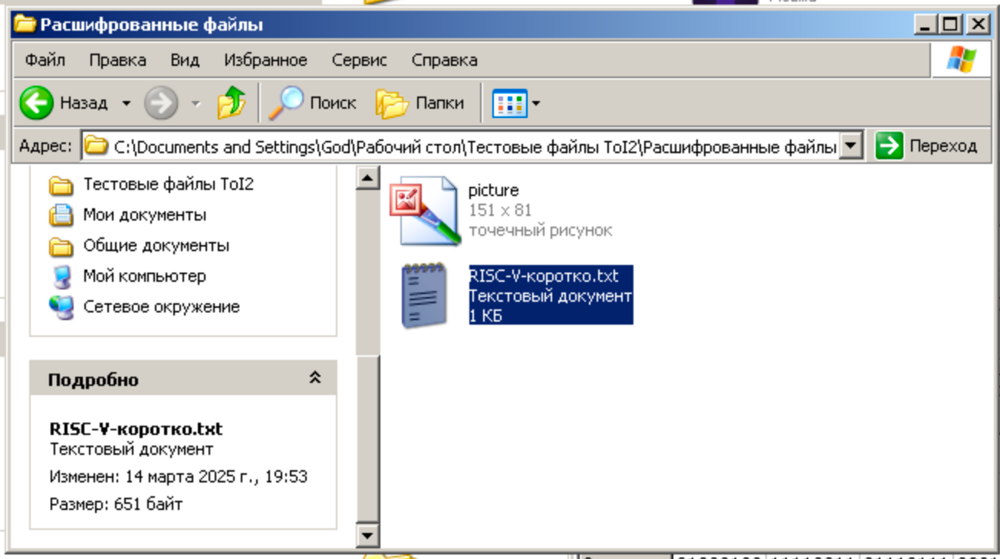 Расшифрованные файлы
Файл Правка Вид Избранное Сервис Справка
Назад Поиск Папки
Адрес: C:\Documents and Settings\God\Рабочий стол\Тестовые файлы ToI2\Расшифрованные файлы Переход
Тестовые файлы ToI2
Мои документы
Общие документы
Мой компьютер
Сетевое окружение
Подробно
RISC-V-коротко.txt
Текстовый документ
Изменен: 14 марта 2025 г., 19:53
Размер: 651 байт
picture
151 x 81
точечный рисунок
RISC-V-коротко.txt
Текстовый документ
1 КБ